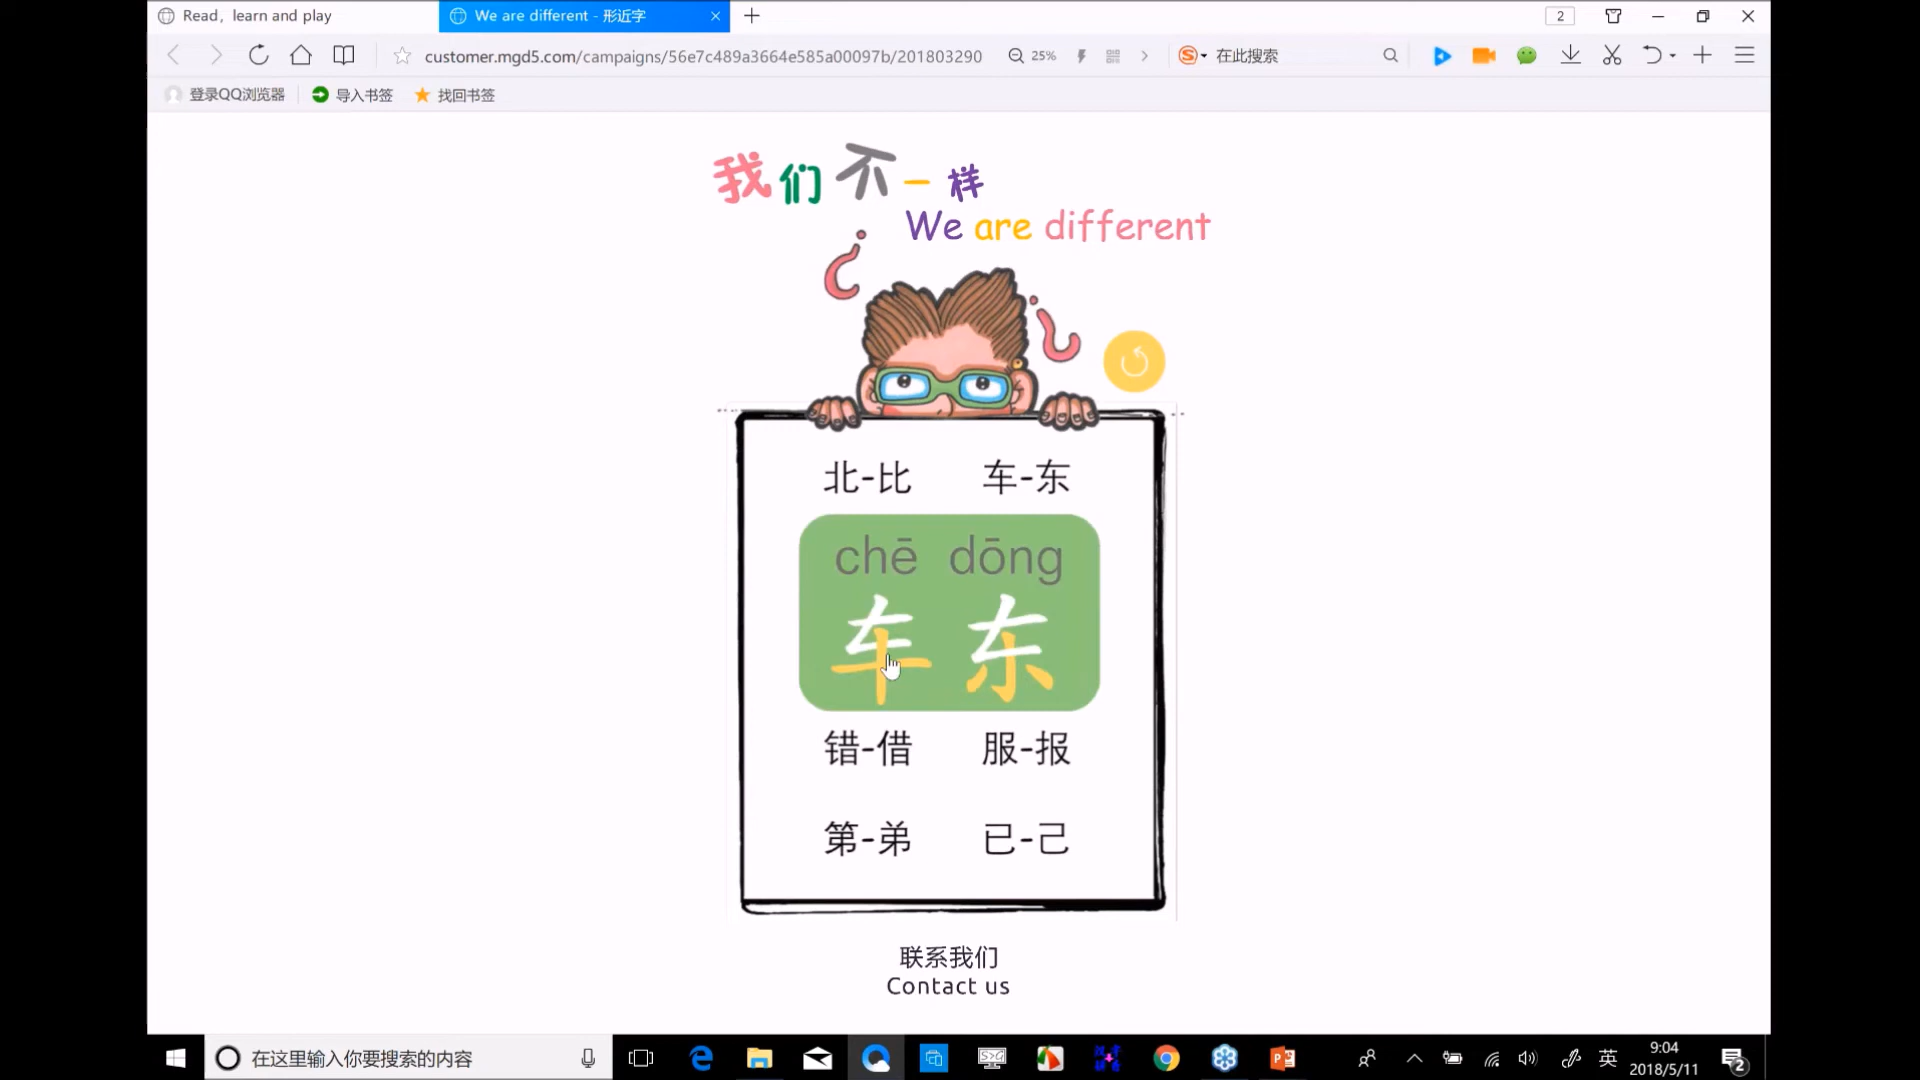 Read, learn and play
We are different - 形近字
2
customer.mgd5.com/campaigns/56e7c489a3664e585a00097b/201803290
25%
在此搜索
登录QQ浏览器
导入书签
找回书签
我们不一样
We are different
北-比 车-东
chē dōng
车 东
错-借 服-报
第-弟 已-己
联系我们
Contact us
在这里输入你要搜索的内容
英
9:04
2018/5/11
2